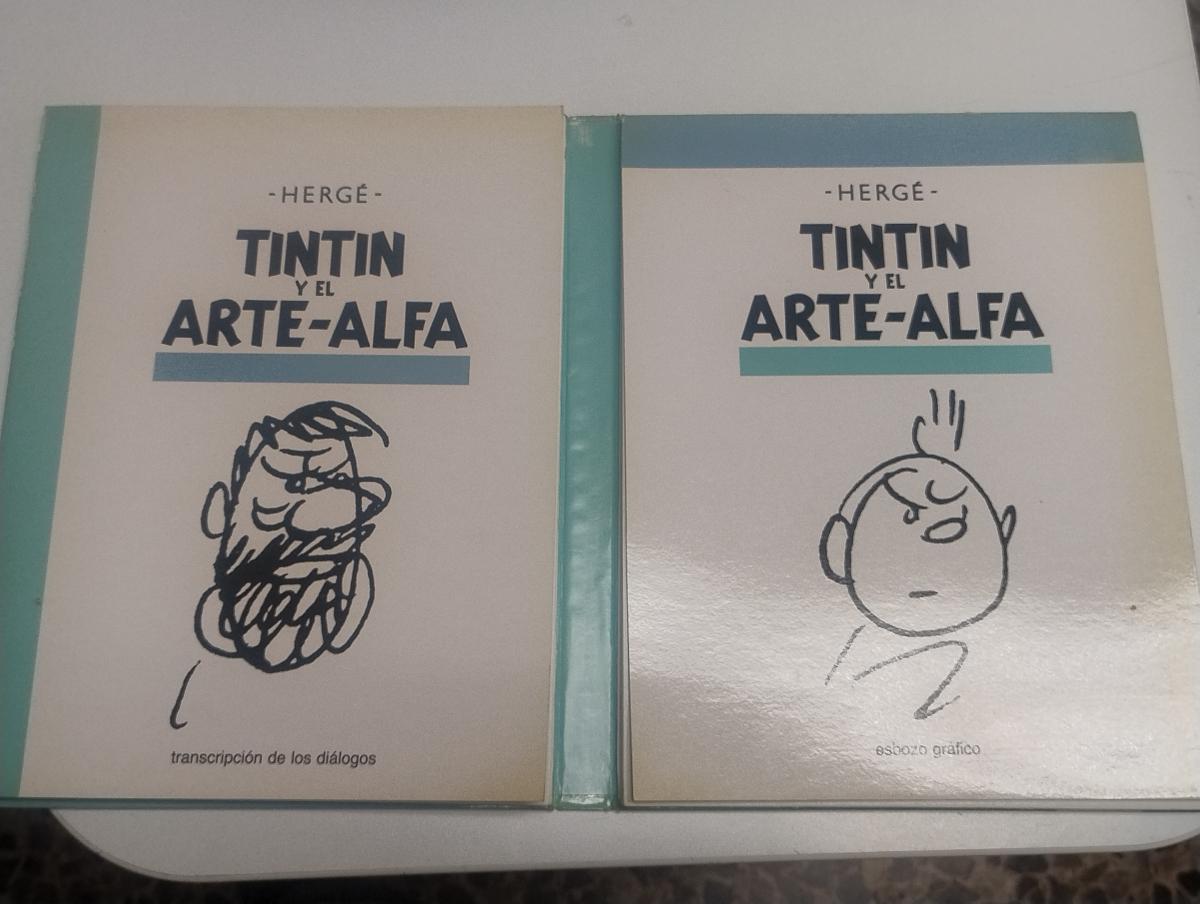 -HERGÉ-
TINTIN
Y EL
ARTE-ALFA
transcripción de los diálogos
-HERGÉ-
TINTIN
Y EL
ARTE-ALFA
esbozo gráfico